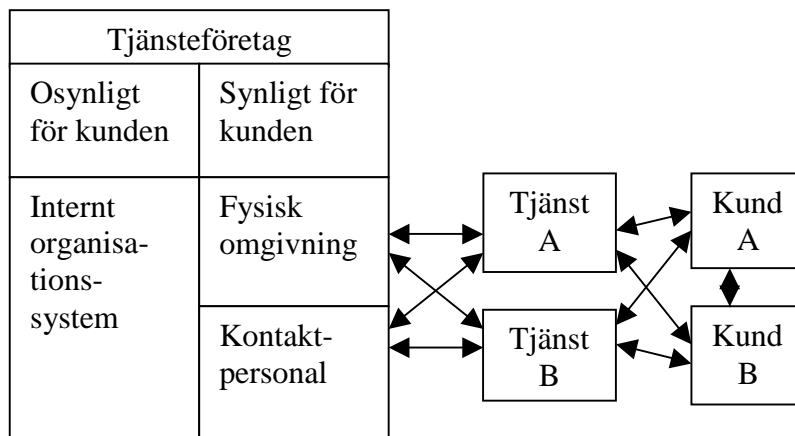 Tjänsteföretag
Osynligt
för kunden
Synligt för
kunden
Internt
organisa-
tions-
system
Fysisk
omgivning
Kontakt-
personal
Tjänst
A
Tjänst
B
Kund
A
Kund
B